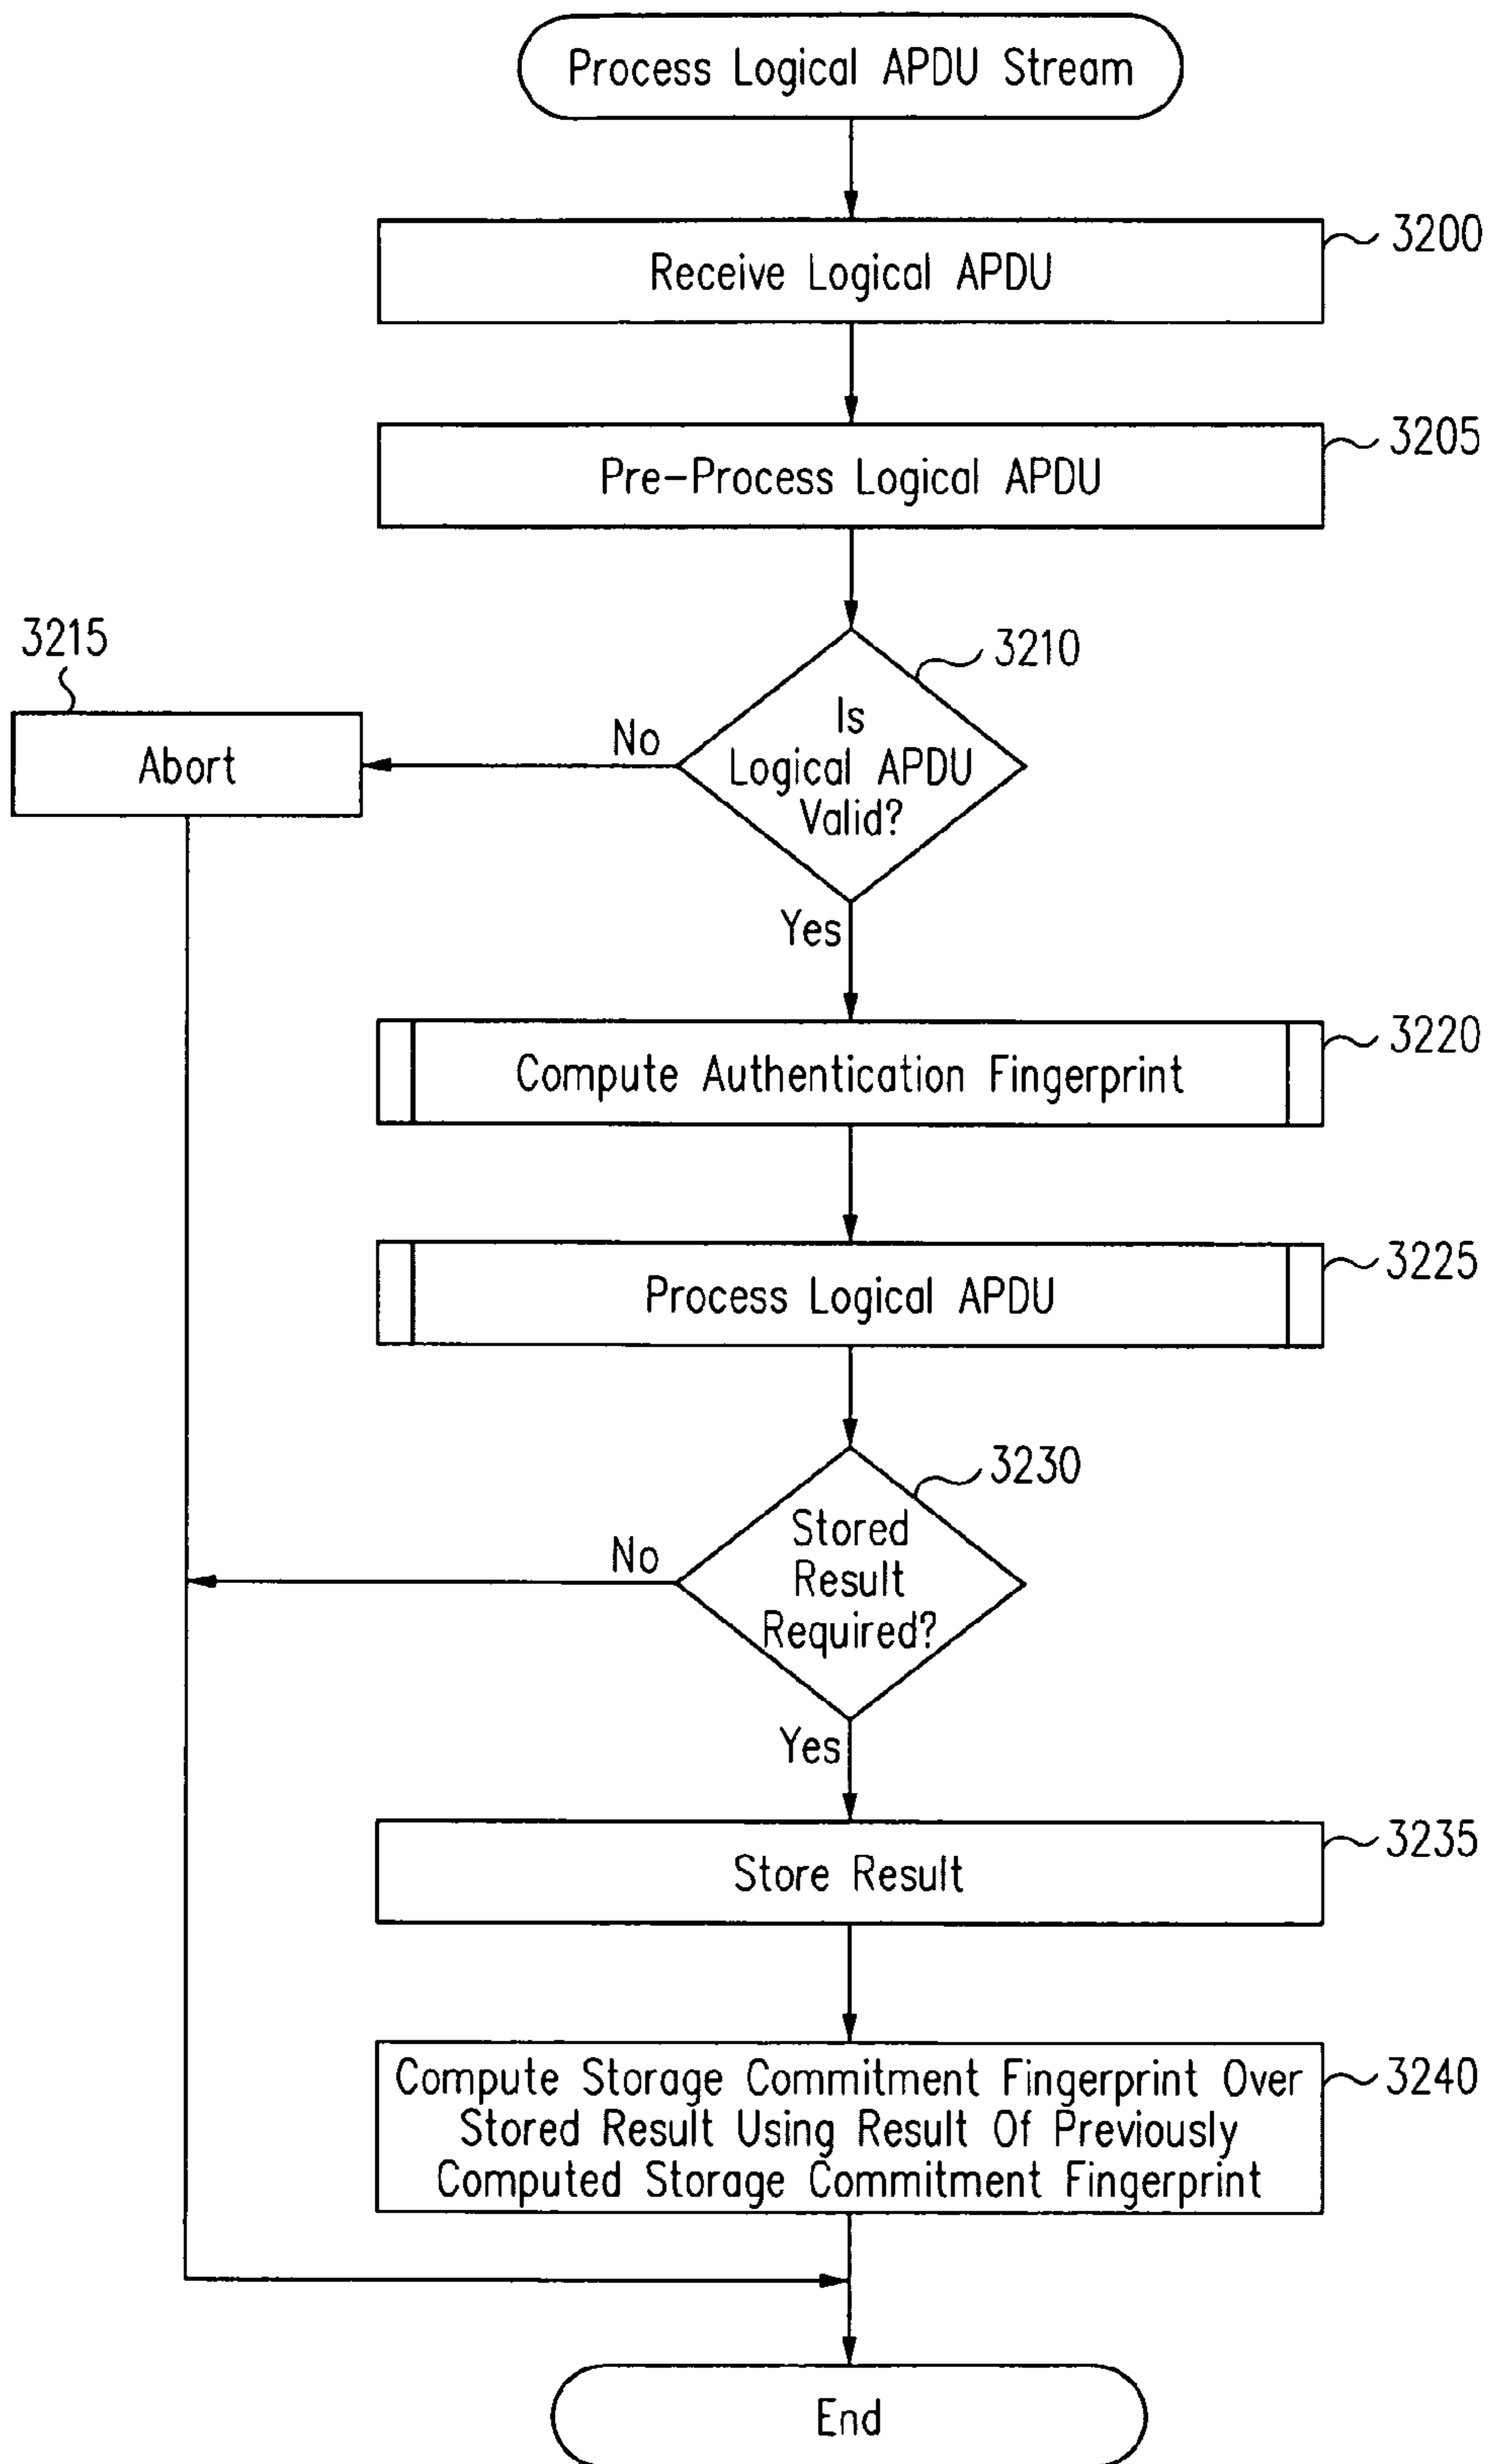 Process Logical APDU Stream
3200
Receive Logical APDU
3205
Pre-Process Logical APDU
3215
3210
Abort
No
Is
Logical APDU
Valid?
Yes
3220
Compute Authentication Fingerprint
3225
Process Logical APDU
3230
No
Stored
Result
Required?
Yes
3235
Store Result
3240
Compute Storage Commitment Fingerprint Over
Stored Result Using Result Of Previously
Computed Storage Commitment Fingerprint
End